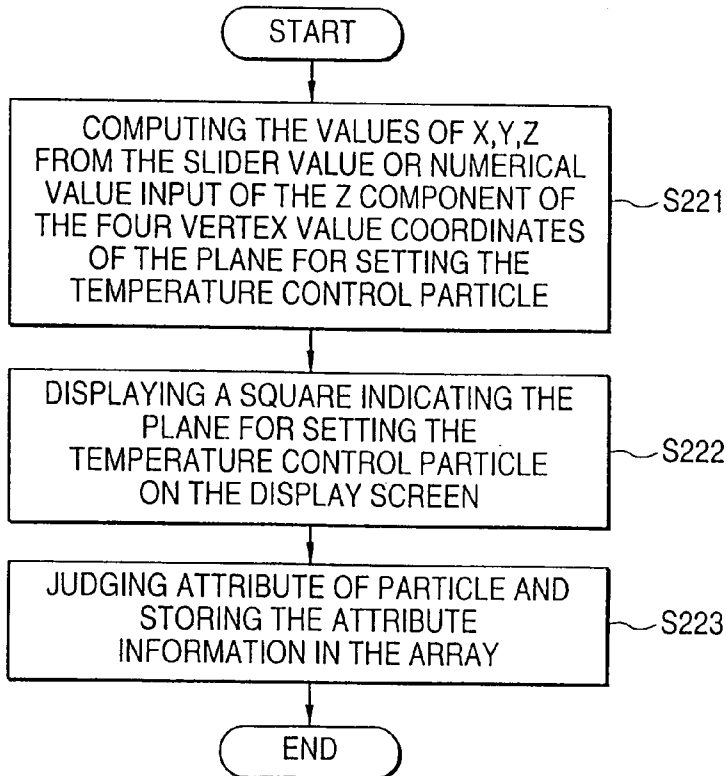 START
COMPUTING THE VALUES OF X,Y,Z
FROM THE SLIDER VALUE OR NUMERICAL
VALUE INPUT OF THE Z COMPONENT OF
THE FOUR VERTEX VALUE COORDINATES
OF THE PLANE FOR SETTING THE
TEMPERATURE CONTROL PARTICLE
S221
DISPLAYING A SQUARE INDICATING THE
PLANE FOR SETTING THE
TEMPERATURE CONTROL PARTICLE
ON THE DISPLAY SCREEN
S222
JUDGING ATTRIBUTE OF PARTICLE AND
STORING THE ATTRIBUTE
INFORMATION IN THE ARRAY
S223
END